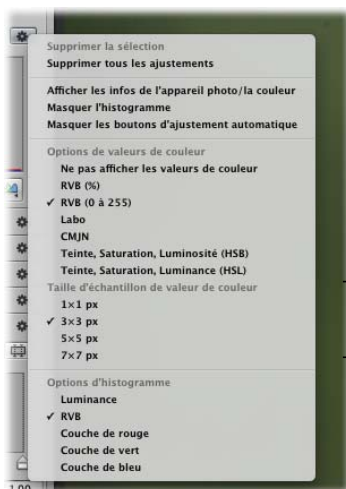 Supprimer la sélection
Supprimer tous les ajustements
Afficher les infos de l'appareil photo/la couleur
Masquer l'histogramme
Masquer les boutons d'ajustement automatique
Options de valeurs de couleur
Ne pas afficher les valeurs de couleur
RVB (%)
✓ RVB (0 à 255)
Labo
CMJN
Teinte, Saturation, Luminosité (HSB)
Teinte, Saturation, Luminance (HSL)
Taille d'échantillon de valeur de couleur
1×1 px
✓ 3×3 px
5×5 px
7×7 px
Options d'histogramme
Luminance
✓ RVB
Couche de rouge
Couche de vert
Couche de bleu
1,00